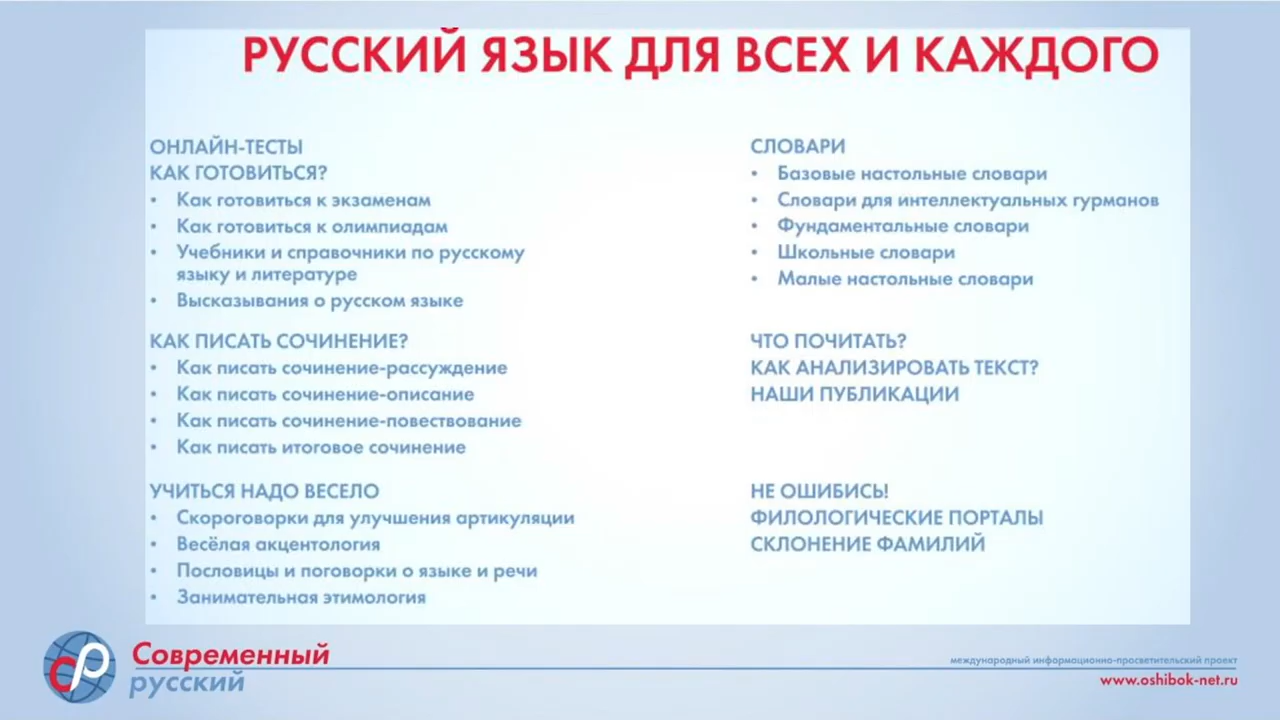 РУССКИЙ ЯЗЫК ДЛЯ ВСЕХ И КАЖДОГО
ОНЛАЙН-ТЕСТЫ
КАК ГОТОВИТЬСЯ?
• Как готовиться к экзаменам
• Как готовиться к олимпиадам
• Учебники и справочники по русскому
языку и литературе
• Высказывания о русском языке
КАК ПИСАТЬ СОЧИНЕНИЕ?
• Как писать сочинение-рассуждение
• Как писать сочинение-описание
• Как писать сочинение-повествование
• Как писать итоговое сочинение
УЧИТЬСЯ НАДО ВЕСЕЛО
• Скороговорки для улучшения артикуляции
• Весёлая акцентология
• Пословицы и поговорки о языке и речи
• Занимательная этимология
СЛОВАРИ
• Базовые настольные словари
• Словари для интеллектуальных гурманов
• Фундаментальные словари
• Школьные словари
• Малые настольные словари
ЧТО ПОЧИТАТЬ?
КАК АНАЛИЗИРОВАТЬ ТЕКСТ?
НАШИ ПУБЛИКАЦИИ
НЕ ОШИБИСЬ!
ФИЛОЛОГИЧЕСКИЕ ПОРТАЛЫ
СКЛОНЕНИЕ ФАМИЛИЙ
ср
Современный
русский
международный информационно-просветительский проект
www.oshibok-net.ru